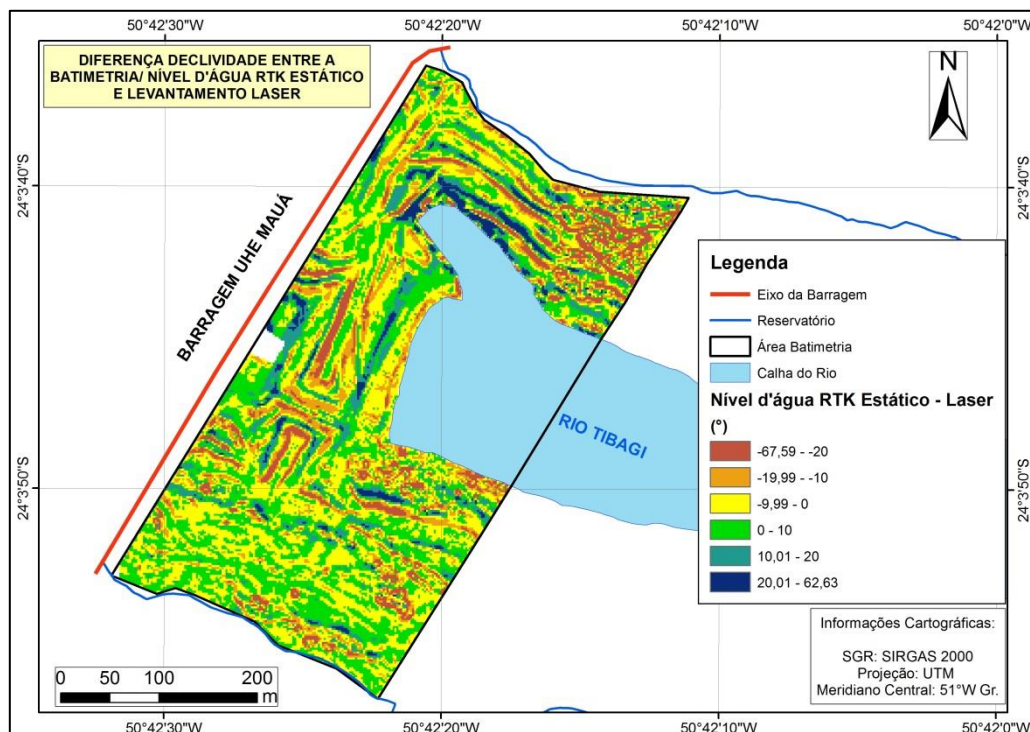 50°42'30"W
50°42'20"W
50°42'10"W
50°42'0"W
DIFERENÇA DECLIVIDADE ENTRE A
BATIMETRIA/ NÍVEL D'ÁGUA RTK ESTÁTICO
E LEVANTAMENTO LASER
N
24°3'40"S
24°3'40"S
BARRAGEM UHE MAUÁ
Legenda
Eixo da Barragem
Reservatório
Área Batimetria
Calha do Rio
Nível d'água RTK Estático - Laser
(°)
-67,59 - -20
-19,99 - -10
-9,99 - 0
0 - 10
10,01 - 20
20,01 - 62,63
RIO TIBAGI
24°3'50"S
24°3'50"S
Informações Cartográficas:
SGR: SIRGAS 2000
Projeção: UTM
Meridiano Central: 51°W Gr.
0 50 100 200
m
50°42'30"W
50°42'20"W
50°42'10"W
50°42'0"W